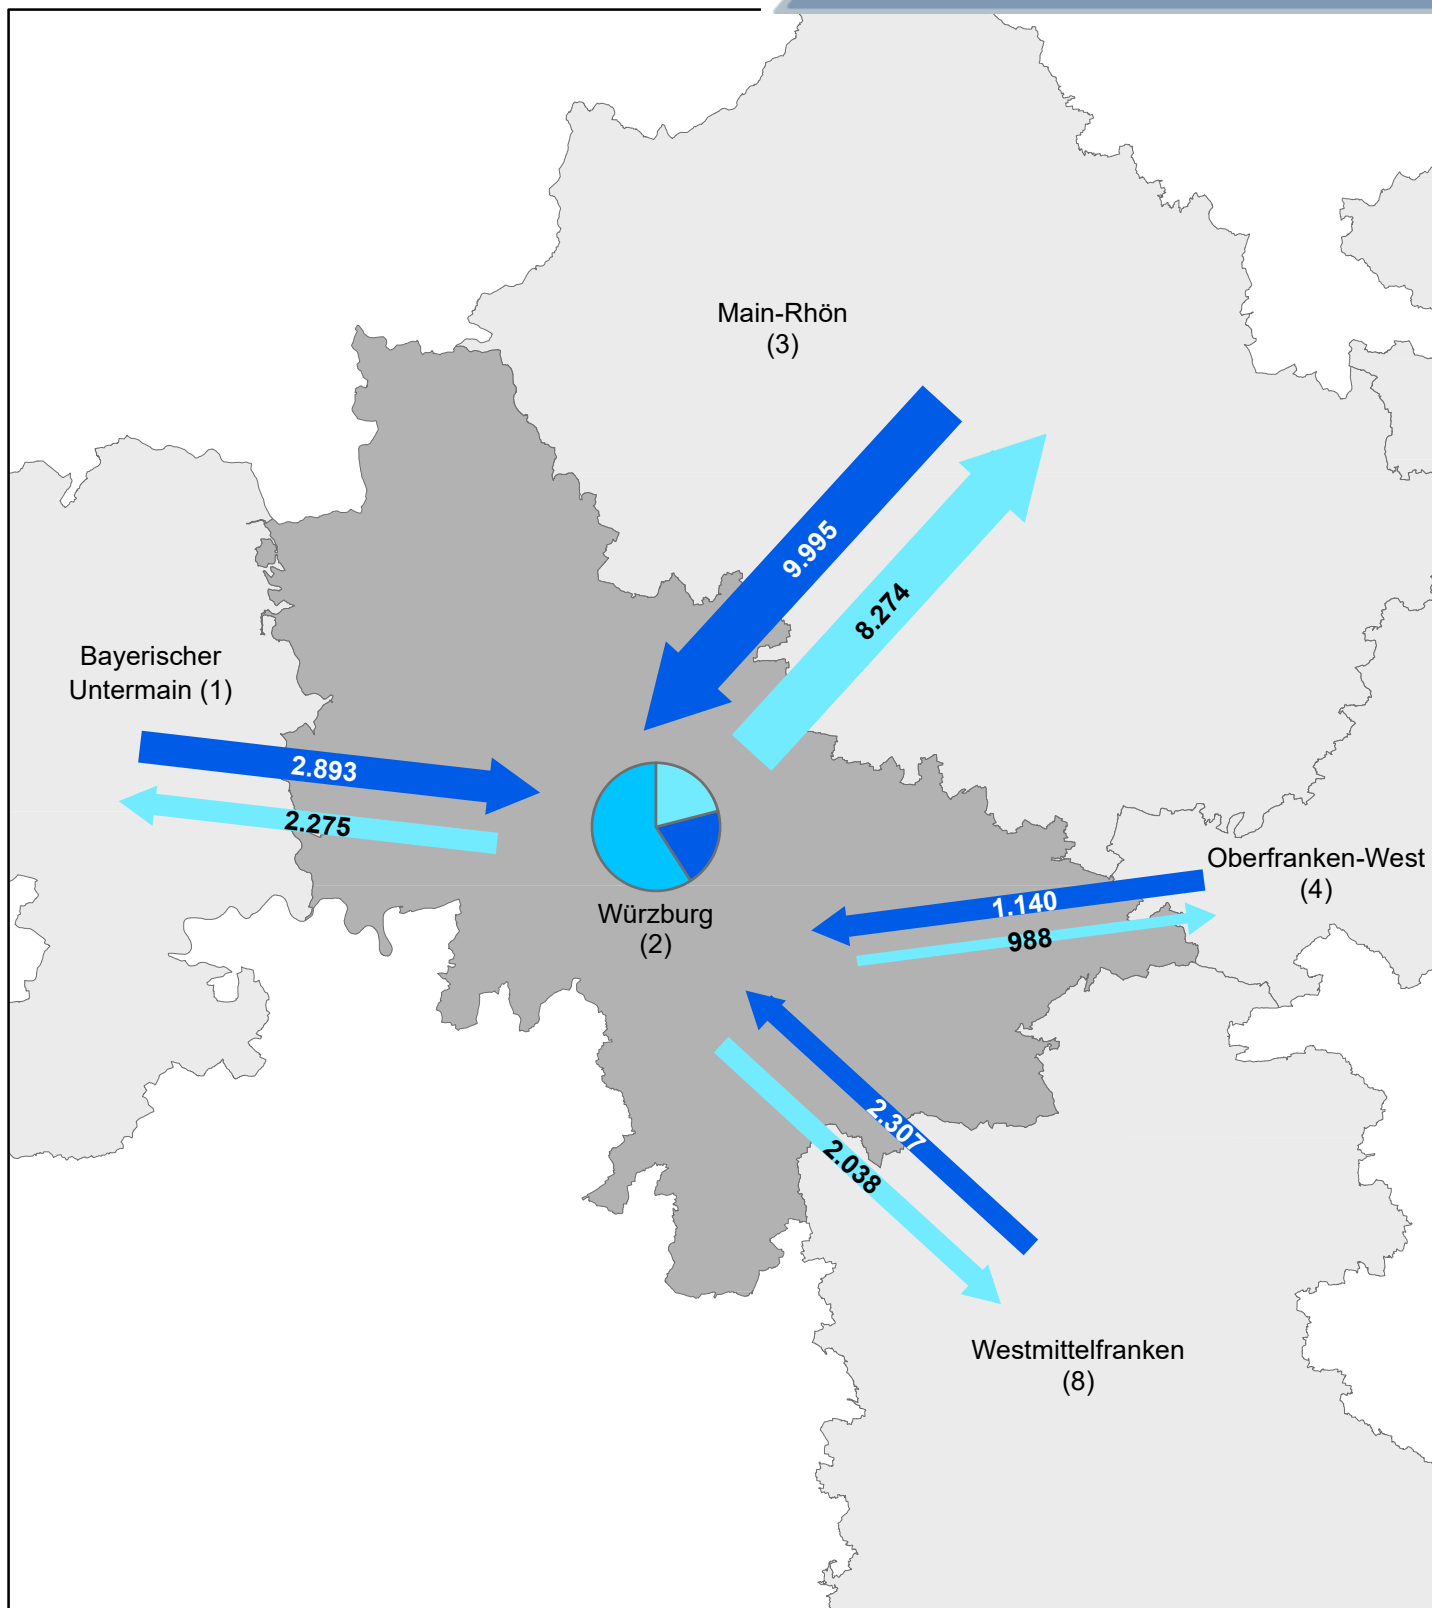 Main-Rhön
(3)
9.995
8.274
Bayerischer
Untermain (1)
2.893
2.275
Würzburg
(2)
Oberfranken-West
(4)
1.140
988
2.307
2.038
Westmittelfranken
(8)